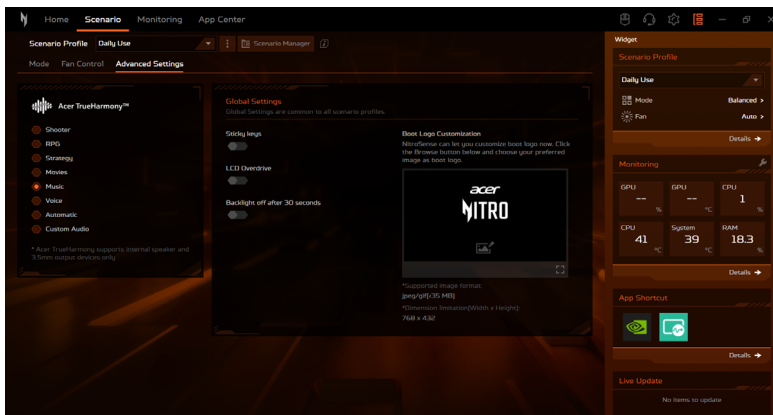 Home Scenario Monitoring App Center
Scenario Profile Daily Use Scenario Manager
Mode Fan Control Advanced Settings
Acer TrueHarmony™
Shooter
RPG
Strategy
Movies
Music
Voice
Automatic
Custom Audio
* Acer TrueHarmony supports internal speaker and
3.5mm output devices only
Global Settings
Global Settings are common to all scenario profiles.
Sticky keys
LCD Overdrive
Backlight off after 30 seconds
Boot Logo Customization
NitroSense can let you customize boot logo now. Click
the Browse button below and choose your preferred
image as boot logo.
acer
NITRO
*Supported image format:
jpeg/gif[<35 MB]
*Dimension limitation(Width x Height):
768 x 432
Widget
Scenario Profile
Daily Use
Mode Balanced >
Fan Auto >
Details →
Monitoring
GPU GPU CPU
-- -- 1
% °C %
CPU System RAM
41 39 18.3
°C °C %
Details →
App Shortcut
Details →
Live Update
No items to update